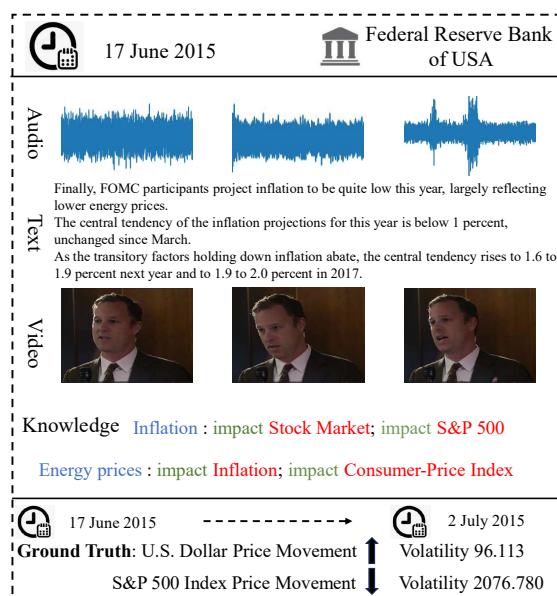 17 June 2015
Federal Reserve Bank
of USA
Audio
Text
Finally, FOMC participants project inflation to be quite low this year, largely reflecting
lower energy prices.
The central tendency of the inflation projections for this year is below 1 percent,
unchanged since March.
As the transitory factors holding down inflation abate, the central tendency rises to 1.6 to
1.9 percent next year and to 1.9 to 2.0 percent in 2017.
Video
Knowledge Inflation : impact Stock Market; impact S&P 500
Energy prices : impact Inflation; impact Consumer-Price Index
17 June 2015
2 July 2015
Ground Truth: U.S. Dollar Price Movement Volatility 96.113
S&P 500 Index Price Movement Volatility 2076.780